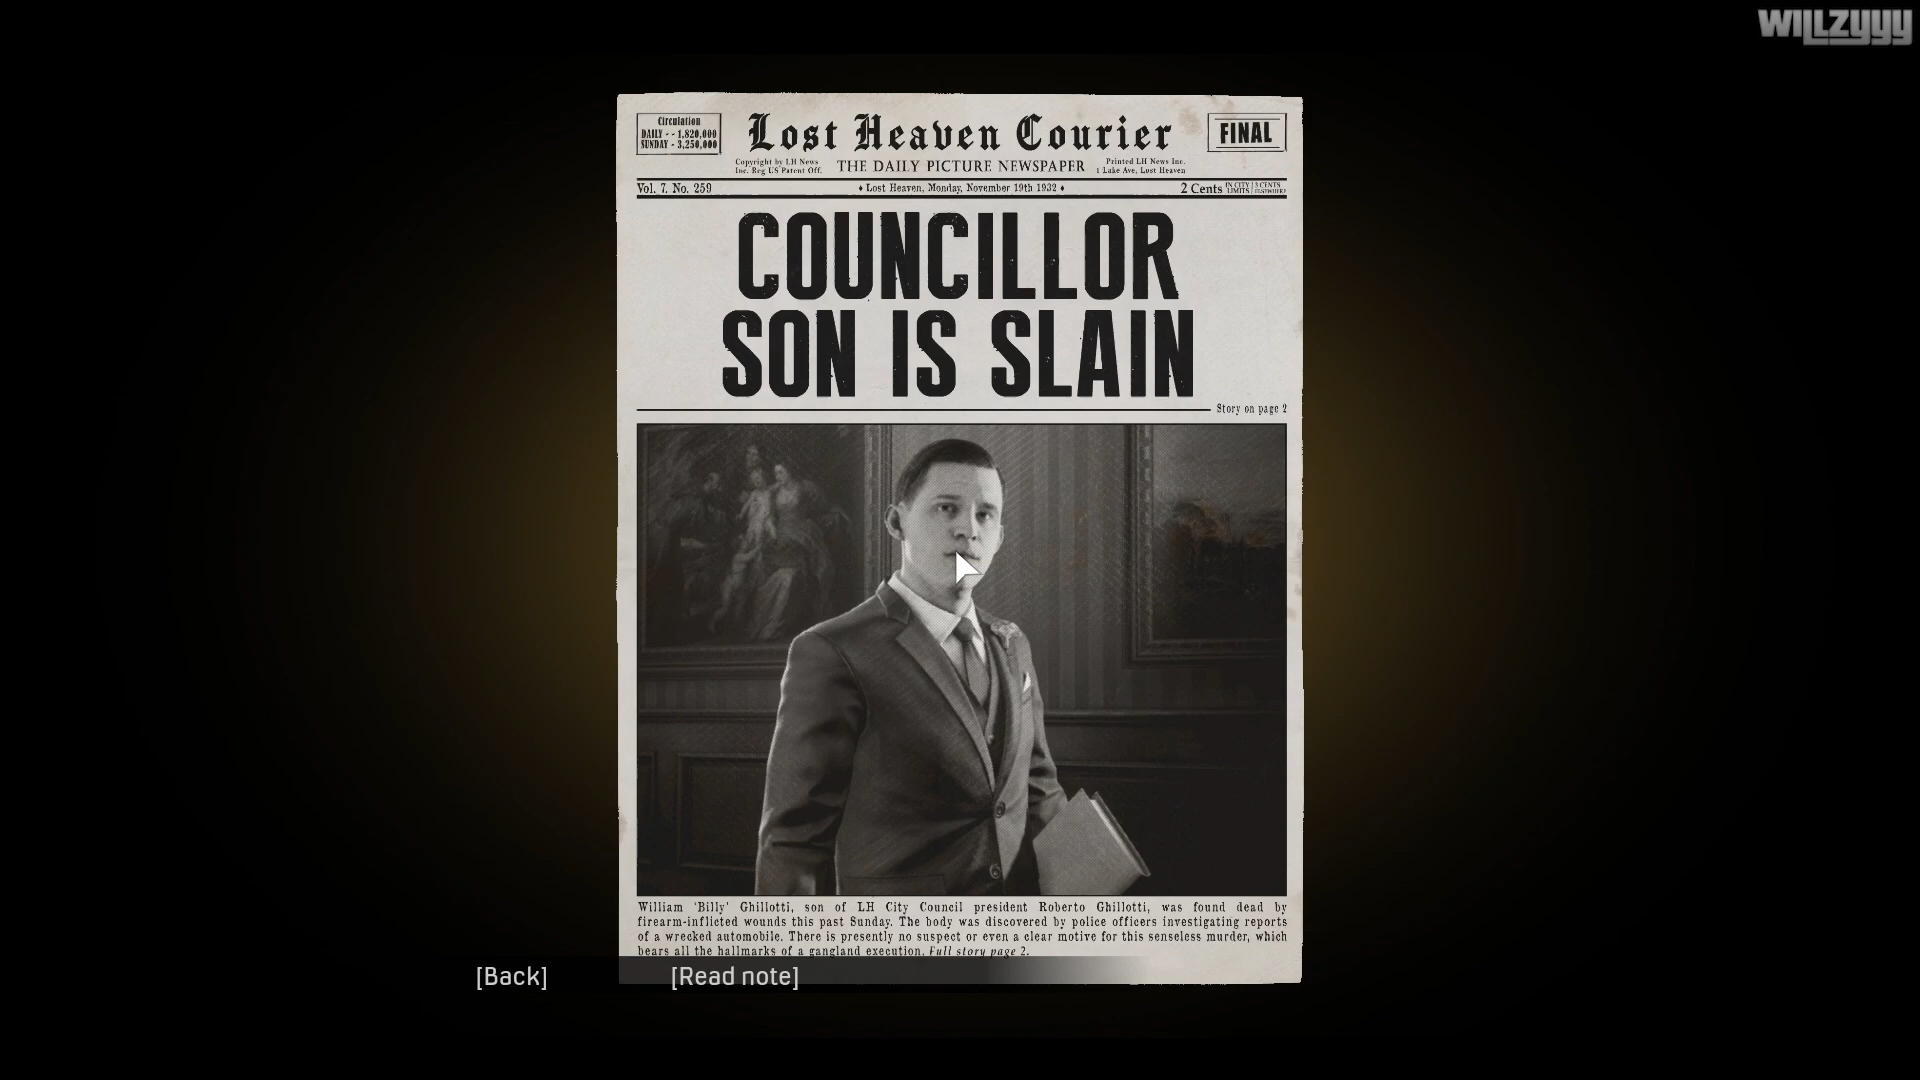 WILLZYYY
Circulation
DAILY - - 1,820,000
SUNDAY - 3,250,000
Lost Heaven Courier
FINAL
Copyright by LH News
Inc. Reg US Patent Off.
THE DAILY PICTURE NEWSPAPER
Printed LH News Inc.
1 Lake Ave, Lost Heaven
Vol. 7. No. 259
♦ Lost Heaven, Monday, November 19th 1932 ♦
2 Cents IN CITY LIMITS | 3 CENTS ELSEWHERE
COUNCILLOR
SON IS SLAIN
Story on page 2
William 'Billy' Ghillotti, son of LH City Council president Roberto Ghillotti, was found dead by
firearm-inflicted wounds this past Sunday. The body was discovered by police officers investigating reports
of a wrecked automobile. There is presently no suspect or even a clear motive for this senseless murder, which
bears all the hallmarks of a gangland execution. Full story page 2.
[Back]
[Read note]